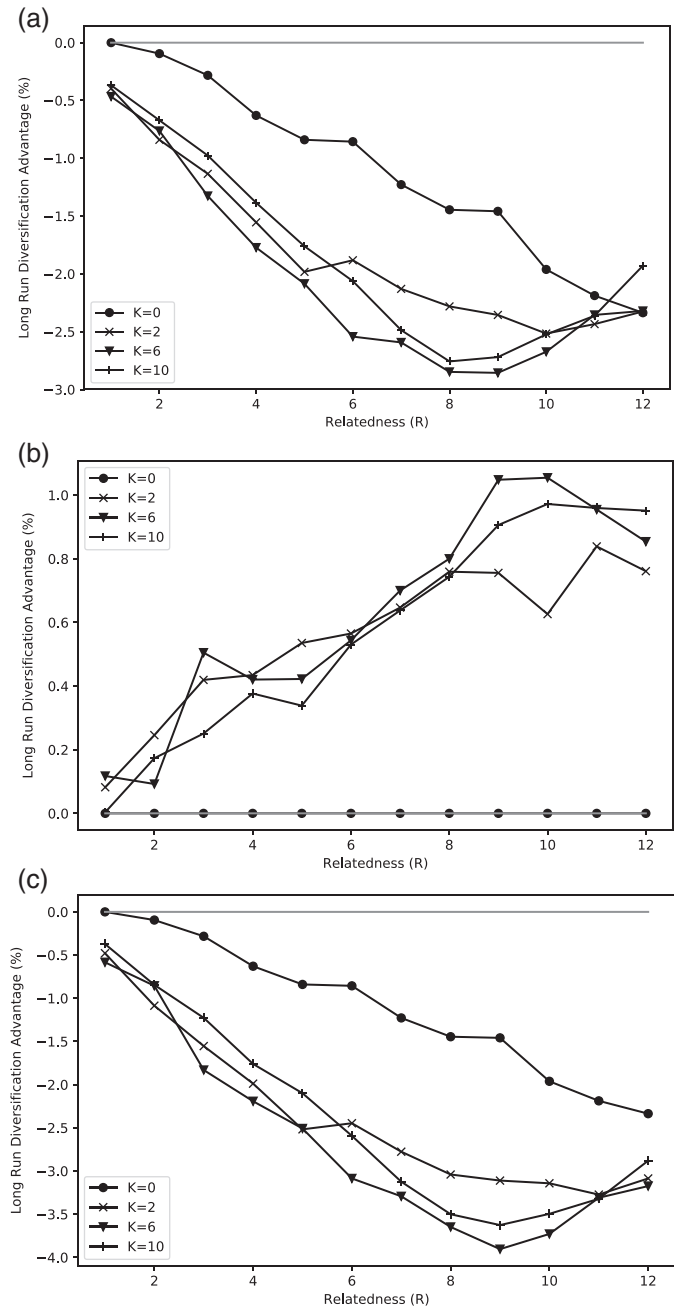 (a)
0.0
−0.5
−1.0
−1.5
−2.0
−2.5
−3.0
Long Run Diversification Advantage (%)
K=0
K=2
K=6
K=10
2
4
6
8
10
12
Relatedness (R)
(b)
1.0
0.8
0.6
0.4
0.2
0.0
Long Run Diversification Advantage (%)
K=0
K=2
K=6
K=10
2
4
6
8
10
12
Relatedness (R)
(c)
0.0
−0.5
−1.0
−1.5
−2.0
−2.5
−3.0
−3.5
−4.0
Long Run Diversification Advantage (%)
K=0
K=2
K=6
K=10
2
4
6
8
10
12
Relatedness (R)